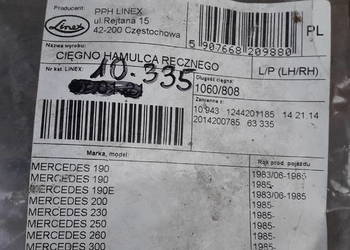 Producent: PPH LINEX
Linex
ul. Rejtana 15
42-200 Częstochowa
PL
5 907668 209880
Nazwa wyrobu:
CIĘGNO HAMULCA RĘCZNEGO
Nr kat. LINEX:
10.335
Długość cięgna:
1060/808
L/P (LH/RH)
Zamienne z:
10.943 1244201185 14 21.14
2014200785 63 335
Marka, model:
Rok prod. pojazdu
MERCEDES 190 1983/06-1985
MERCEDES 190 1985-
MERCEDES 190E 1983/06-1985
MERCEDES 200 1985-
MERCEDES 230 1985-
MERCEDES 250 1985-
MERCEDES 260 1985-
MERCEDES 300 1985-